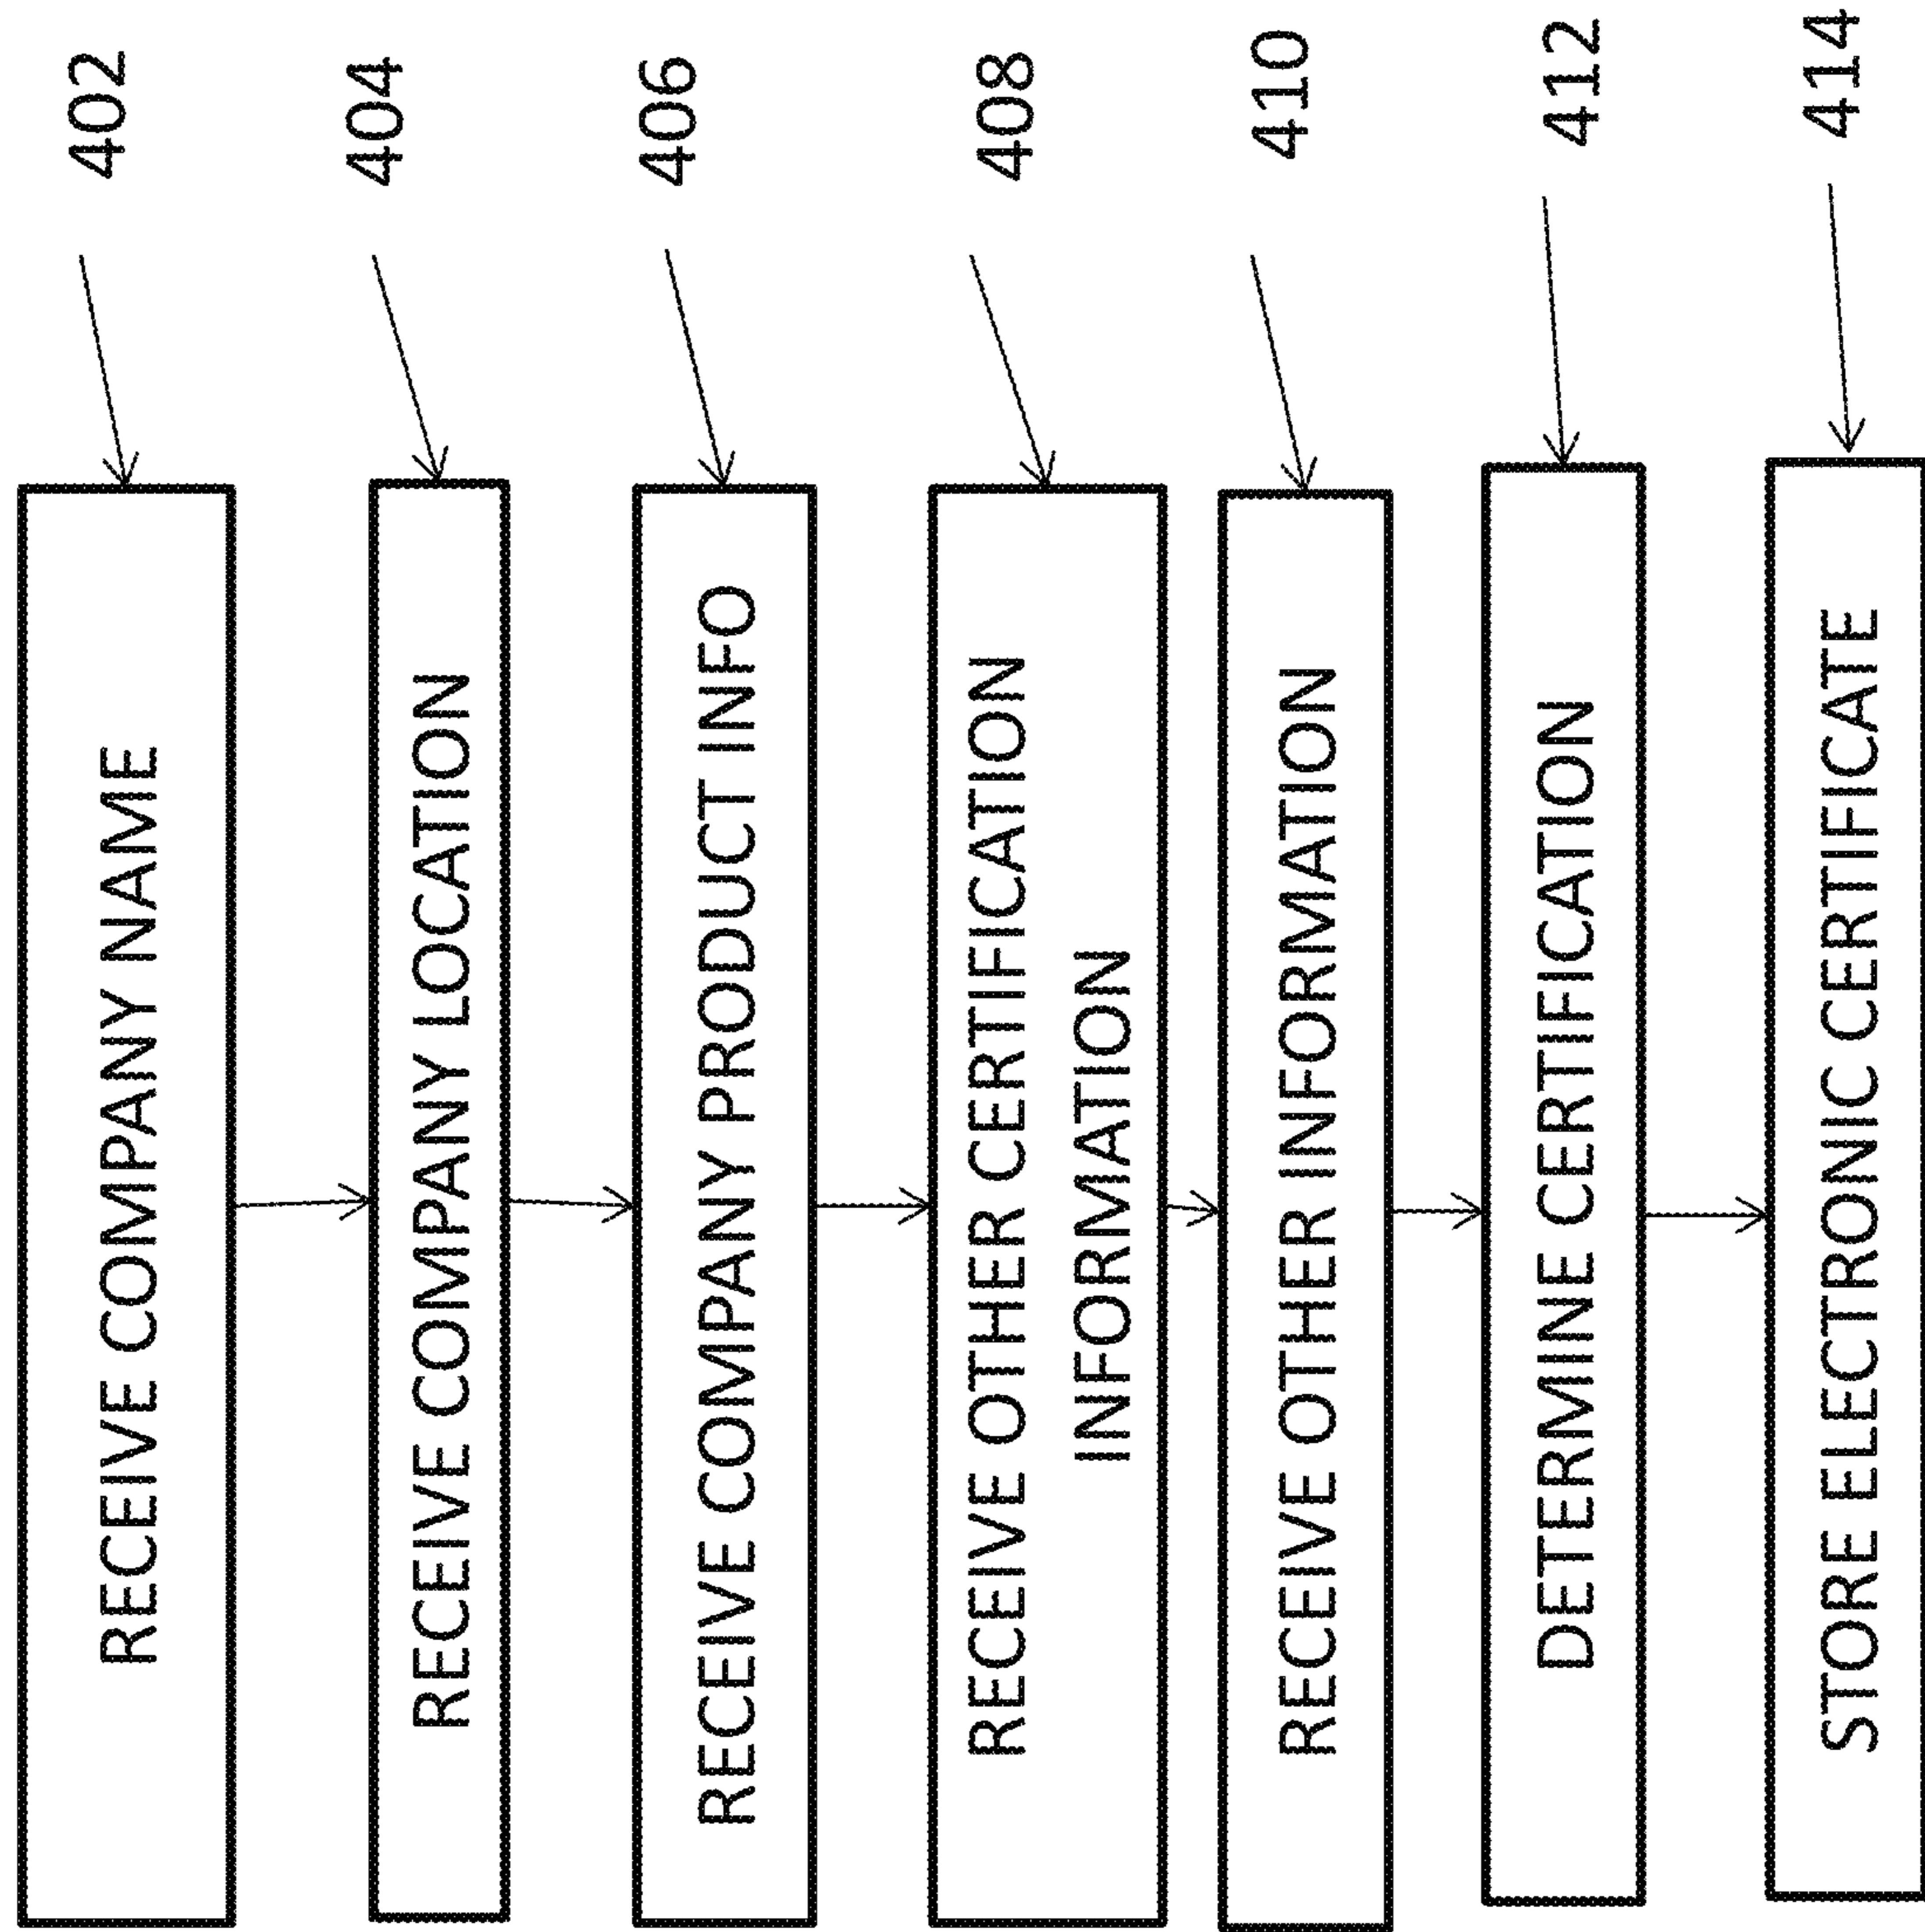 RECEIVE COMPANY NAME
402
RECEIVE COMPANY LOCATION
404
RECEIVE COMPANY PRODUCT INFO
406
RECEIVE OTHER CERTIFICATION
INFORMATION
408
RECEIVE OTHER INFORMATION
410
DETERMINE CERTIFICATION
412
STORE ELECTRONIC CERTIFICATE
414